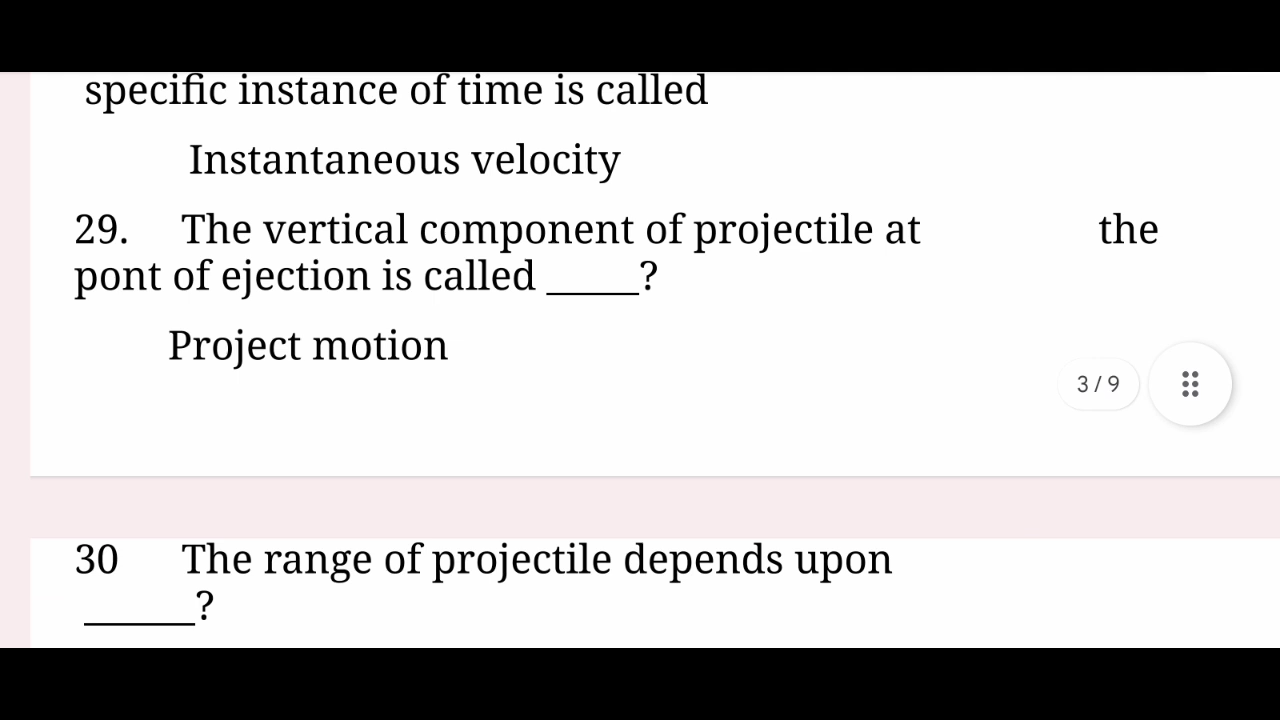 specific instance of time is called
Instantaneous velocity
29. The vertical component of projectile at the
pont of ejection is called _____?
Project motion
3 / 9
30 The range of projectile depends upon
______?